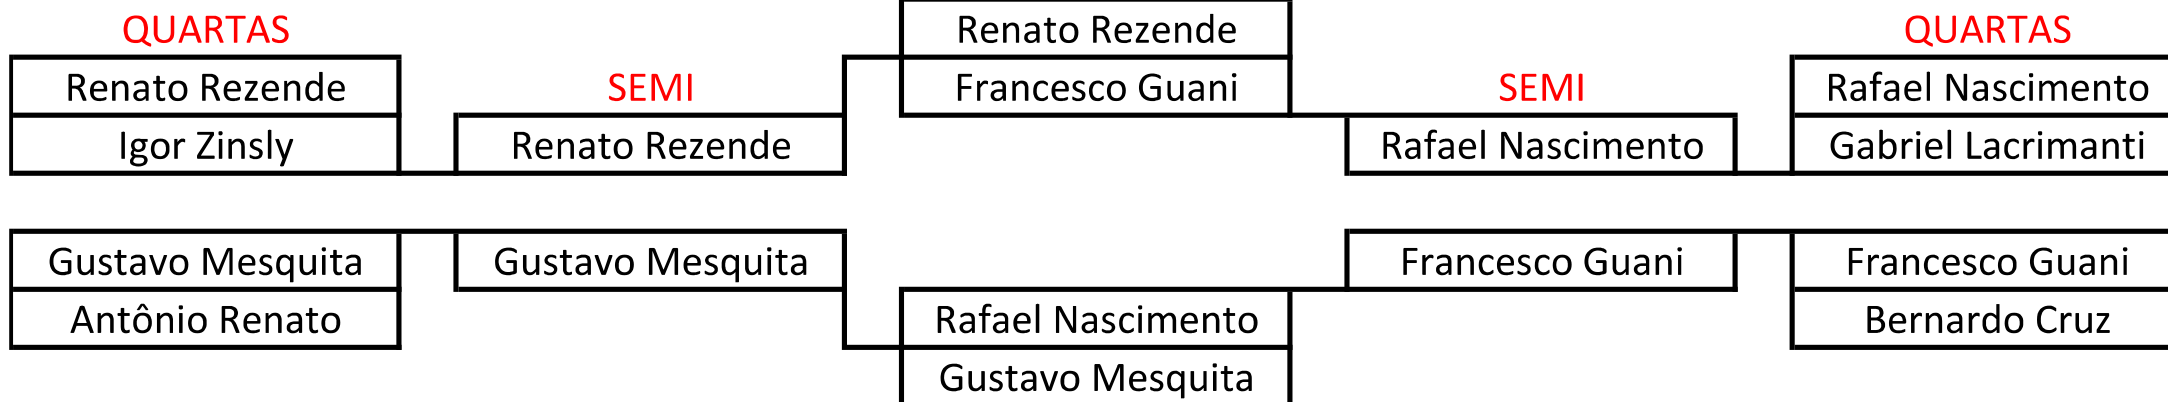 QUARTAS
Renato Rezende
Igor Zinsly
Gustavo Mesquita
Antônio Renato
SEMI
Renato Rezende
Gustavo Mesquita
Renato Rezende
Francesco Guani
Rafael Nascimento
Gustavo Mesquita
SEMI
Rafael Nascimento
Francesco Guani
QUARTAS
Rafael Nascimento
Gabriel Lacrimanti
Francesco Guani
Bernardo Cruz